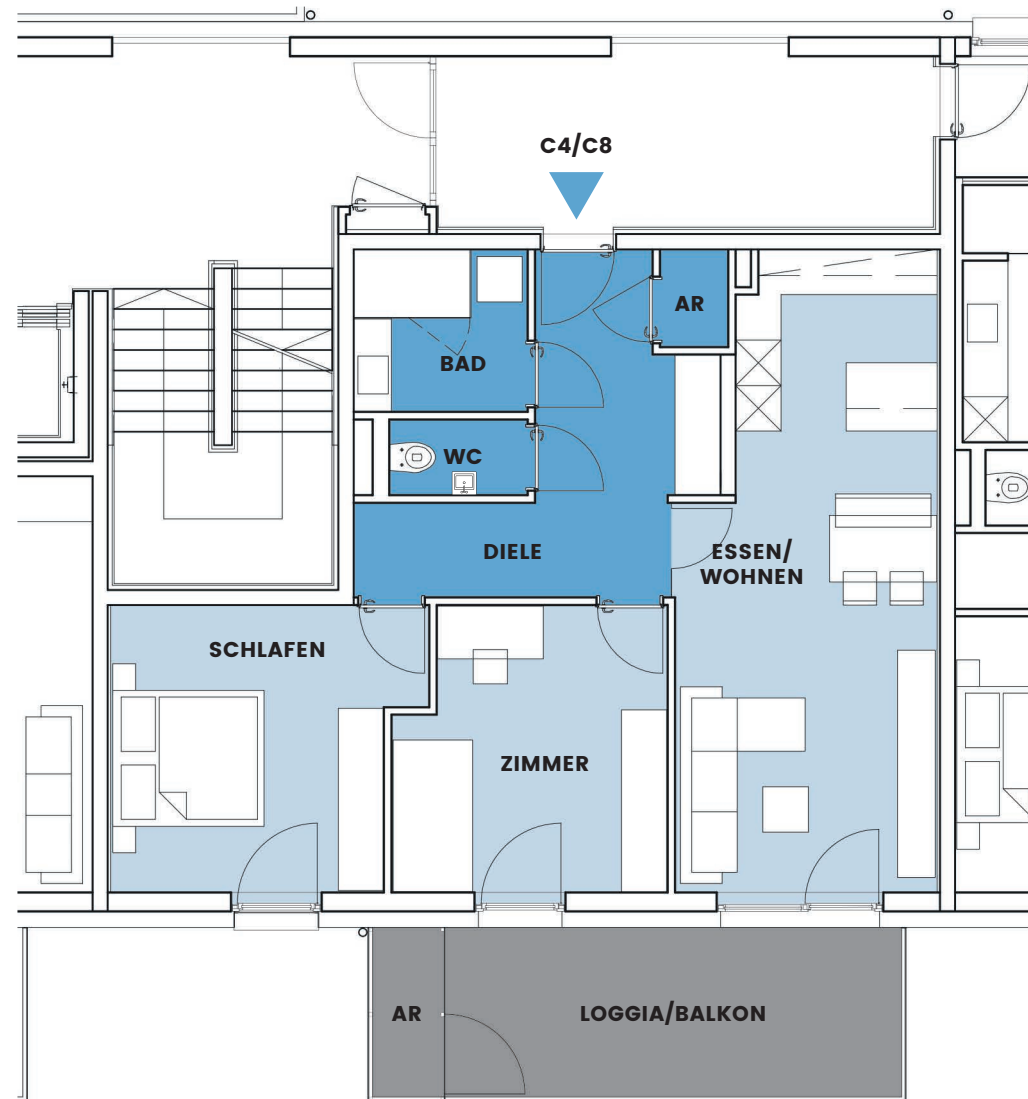 C4/C8
AR
BAD
WC
DIELE
ESSEN/
WOHNEN
SCHLAFEN
ZIMMER
AR
LOGGIA/BALKON